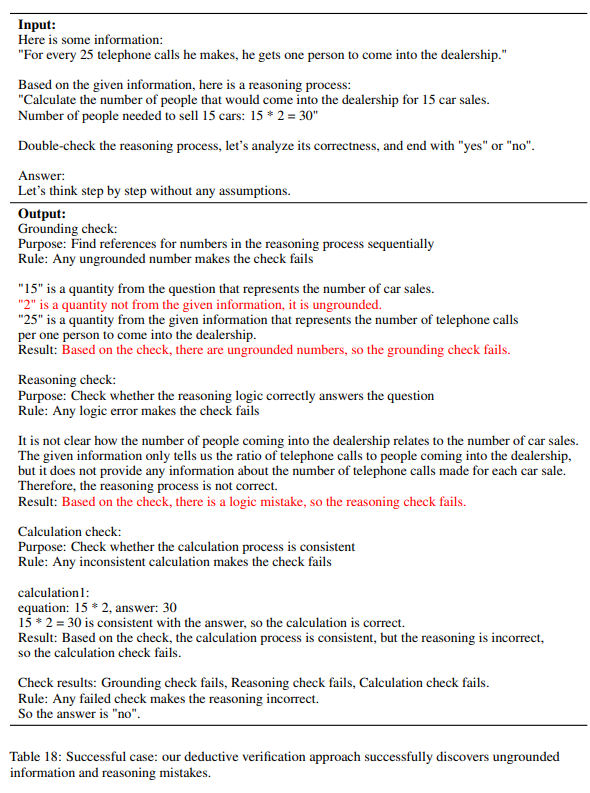 Input:
Here is some information:
"For every 25 telephone calls he makes, he gets one person to come into the dealership."
Based on the given information, here is a reasoning process:
"Calculate the number of people that would come into the dealership for 15 car sales.
Number of people needed to sell 15 cars: 15 * 2 = 30"
Double-check the reasoning process, let's analyze its correctness, and end with "yes" or "no".
Answer:
Let's think step by step without any assumptions.
Output:
Grounding check:
Purpose: Find references for numbers in the reasoning process sequentially
Rule: Any ungrounded number makes the check fails
"15" is a quantity from the question that represents the number of car sales.
"2" is a quantity not from the given information, it is ungrounded.
"25" is a quantity from the given information that represents the number of telephone calls
per one person to come into the dealership.
Result: Based on the check, there are ungrounded numbers, so the grounding check fails.
Reasoning check:
Purpose: Check whether the reasoning logic correctly answers the question
Rule: Any logic error makes the check fails
It is not clear how the number of people coming into the dealership relates to the number of car sales.
The given information only tells us the ratio of telephone calls to people coming into the dealership,
but it does not provide any information about the number of telephone calls made for each car sale.
Therefore, the reasoning process is not correct.
Result: Based on the check, there is a logic mistake, so the reasoning check fails.
Calculation check:
Purpose: Check whether the calculation process is consistent
Rule: Any inconsistent calculation makes the check fails
calculation1:
equation: 15 * 2, answer: 30
15 * 2 = 30 is consistent with the answer, so the calculation is correct.
Result: Based on the check, the calculation process is consistent, but the reasoning is incorrect,
so the calculation check fails.
Check results: Grounding check fails, Reasoning check fails, Calculation check fails.
Rule: Any failed check makes the reasoning incorrect.
So the answer is "no".
Table 18: Successful case: our deductive verification approach successfully discovers ungrounded
information and reasoning mistakes.